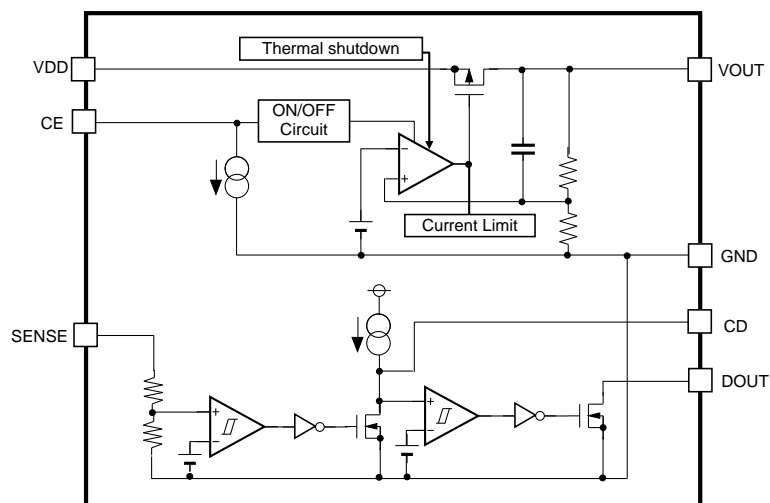 Thermal shutdown
VDD
VOUT
CE
ON/OFF
Circuit
−
+
Current Limit
GND
SENSE
CD
DOUT
+
−
+
−